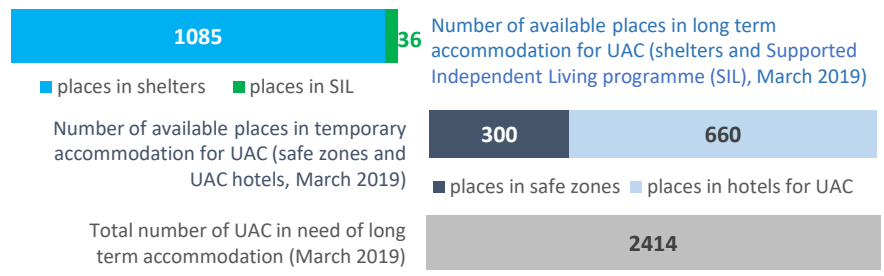 1085
36
places in shelters
places in SIL
Number of available places in long term
accommodation for UAC (shelters and Supported
Independent Living programme (SIL), March 2019)
Number of available places in temporary
accommodation for UAC (safe zones and
UAC hotels, March 2019)
300
660
places in safe zones
places in hotels for UAC
Total number of UAC in need of long
term accommodation (March 2019)
2414